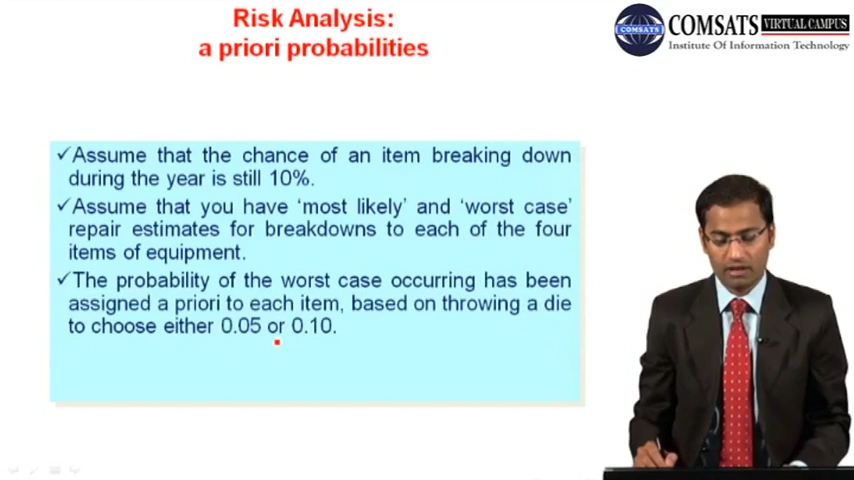 Risk Analysis:
a priori probabilities
COMSATS
COMSATS VIRTUAL CAMPUS
Institute Of Information Technology
✓Assume that the chance of an item breaking down
during the year is still 10%.
✓Assume that you have ‘most likely’ and ‘worst case’
repair estimates for breakdowns to each of the four
items of equipment.
✓The probability of the worst case occurring has been
assigned a priori to each item, based on throwing a die
to choose either 0.05 or 0.10.